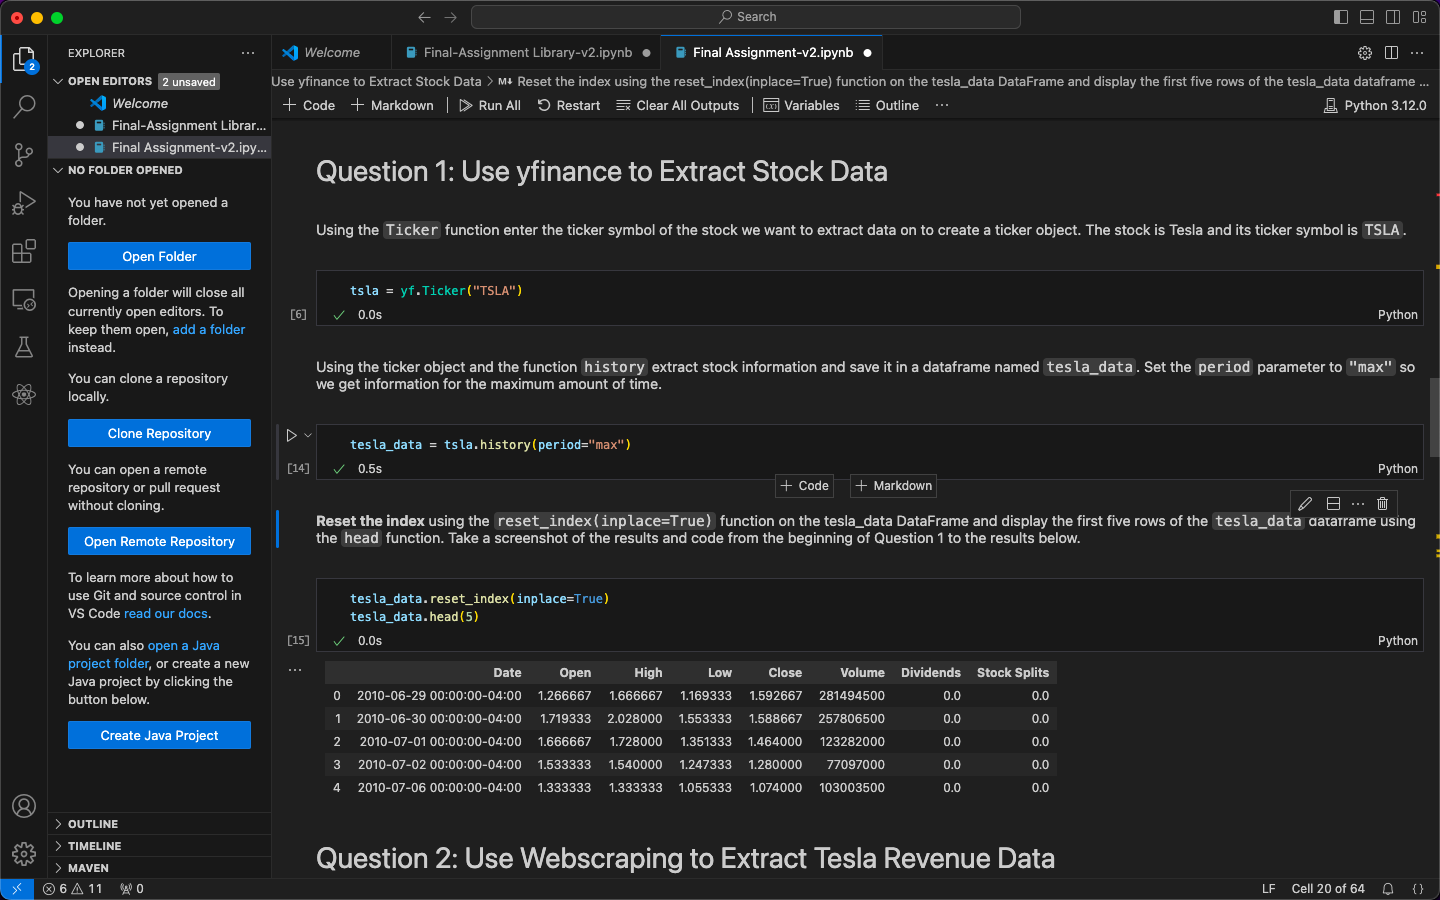 Search
EXPLORER
Welcome
Final-Assignment Library-v2.ipynb
Final Assignment-v2.ipynb
OPEN EDITORS
2 unsaved
Welcome
Final-Assignment Librar...
Final Assignment-v2.ipy...
NO FOLDER OPENED
You have not yet opened a
folder.
Open Folder
Opening a folder will close all
currently open editors. To
keep them open, add a folder
instead.
You can clone a repository
locally.
Clone Repository
You can open a remote
repository or pull request
without cloning.
Open Remote Repository
To learn more about how to
use Git and source control in
VS Code read our docs.
You can also open a Java
project folder, or create a new
Java project by clicking the
button below.
Create Java Project
OUTLINE
TIMELINE
MAVEN
2
Use yfinance to Extract Stock Data > M↓ Reset the index using the reset_index(inplace=True) function on the tesla_data DataFrame and display the first five rows of the tesla_data dataframe ...
+ Code + Markdown Run All Restart Clear All Outputs Variables Outline ... Python 3.12.0
Question 1: Use yfinance to Extract Stock Data
Using the Ticker function enter the ticker symbol of the stock we want to extract data on to create a ticker object. The stock is Tesla and its ticker symbol is TSLA.
tsla = yf.Ticker("TSLA")
[6] ✓ 0.0s Python
Using the ticker object and the function history extract stock information and save it in a dataframe named tesla_data. Set the period parameter to "max" so
we get information for the maximum amount of time.
tesla_data = tsla.history(period="max")
[14] ✓ 0.5s Python
+ Code + Markdown
Reset the index using the reset_index(inplace=True) function on the tesla_data DataFrame and display the first five rows of the tesla_data dataframe using
the head function. Take a screenshot of the results and code from the beginning of Question 1 to the results below.
tesla_data.reset_index(inplace=True)
tesla_data.head(5)
[15] ✓ 0.0s Python
Date Open High Low Close Volume Dividends Stock Splits
0 2010-06-29 00:00:00-04:00 1.266667 1.666667 1.169333 1.592667 281494500 0.0 0.0
1 2010-06-30 00:00:00-04:00 1.719333 2.028000 1.553333 1.588667 257806500 0.0 0.0
2 2010-07-01 00:00:00-04:00 1.666667 1.728000 1.351333 1.464000 123282000 0.0 0.0
3 2010-07-02 00:00:00-04:00 1.533333 1.540000 1.247333 1.280000 77097000 0.0 0.0
4 2010-07-06 00:00:00-04:00 1.333333 1.333333 1.055333 1.074000 103003500 0.0 0.0
Question 2: Use Webscraping to Extract Tesla Revenue Data
6 11 0
LF Cell 20 of 64 {}